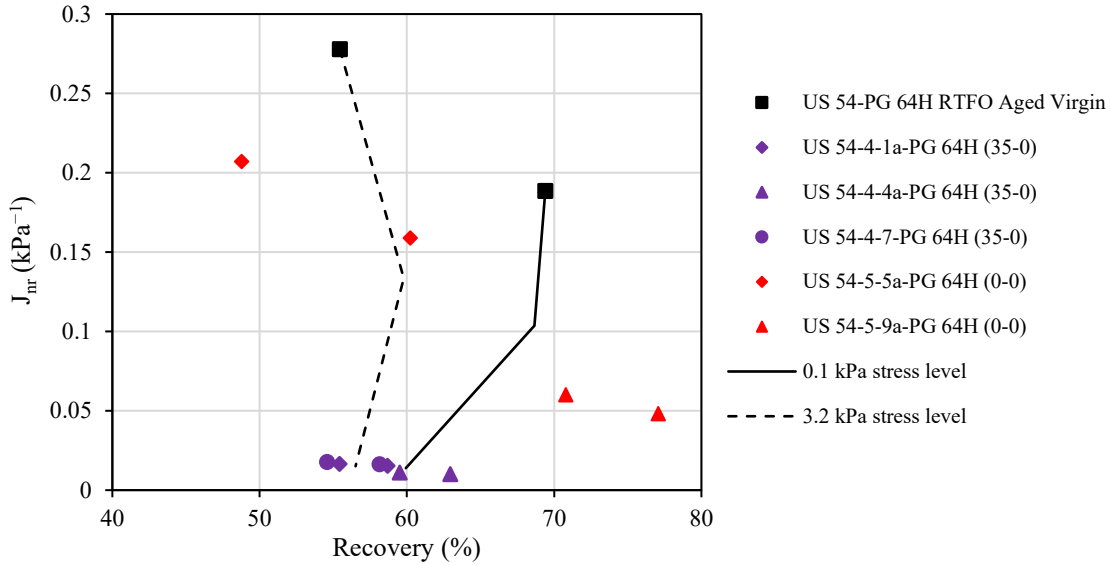 0.3
0.25
0.2
0.15
0.1
0.05
0
40
50
60
70
80
J_nr (kPa⁻¹)
Recovery (%)
US 54-PG 64H RTFO Aged Virgin
US 54-4-1a-PG 64H (35-0)
US 54-4-4a-PG 64H (35-0)
US 54-4-7-PG 64H (35-0)
US 54-5-5a-PG 64H (0-0)
US 54-5-9a-PG 64H (0-0)
0.1 kPa stress level
3.2 kPa stress level